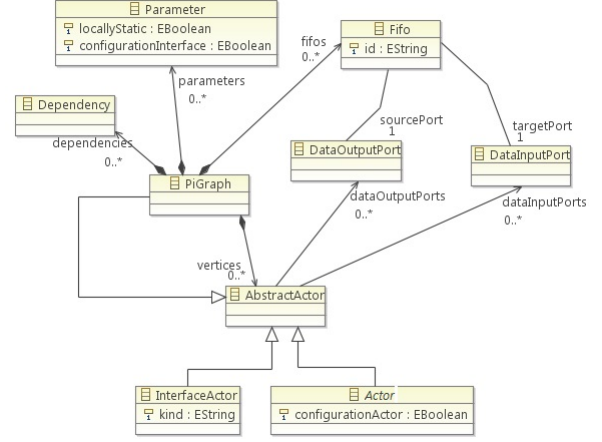 Parameter
locallyStatic : EBoolean
configurationInterface : EBoolean
Fifo
id : EString
fifos
0..*
parameters
0..*
Dependency
dependencies
0..*
sourcePort
1
targetPort
1
DataOutputPort
DataInputPort
PiGraph
dataOutputPorts
0..*
dataInputPorts
0..*
vertices
0..*
AbstractActor
InterfaceActor
kind : EString
Actor
configurationActor : EBoolean